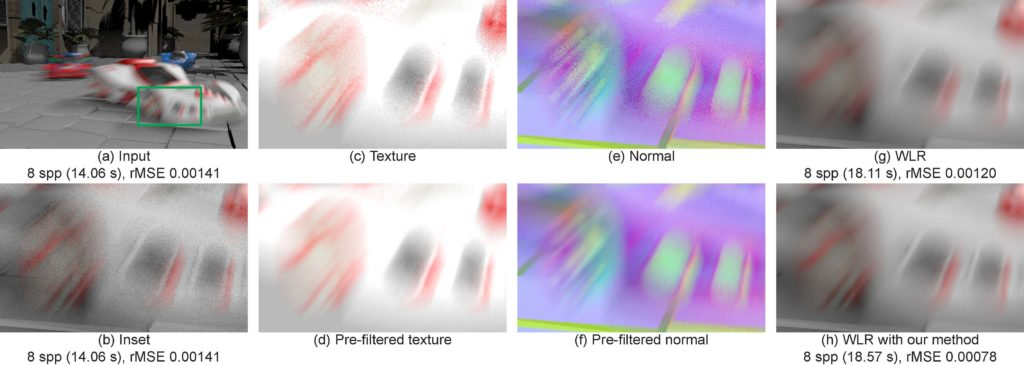 (a) Input
8 spp (14.06 s), rMSE 0.00141
(c) Texture
(e) Normal
(g) WLR
8 spp (18.11 s), rMSE 0.00120
(b) Inset
8 spp (14.06 s), rMSE 0.00141
(d) Pre-filtered texture
(f) Pre-filtered normal
(h) WLR with our method
8 spp (18.57 s), rMSE 0.00078